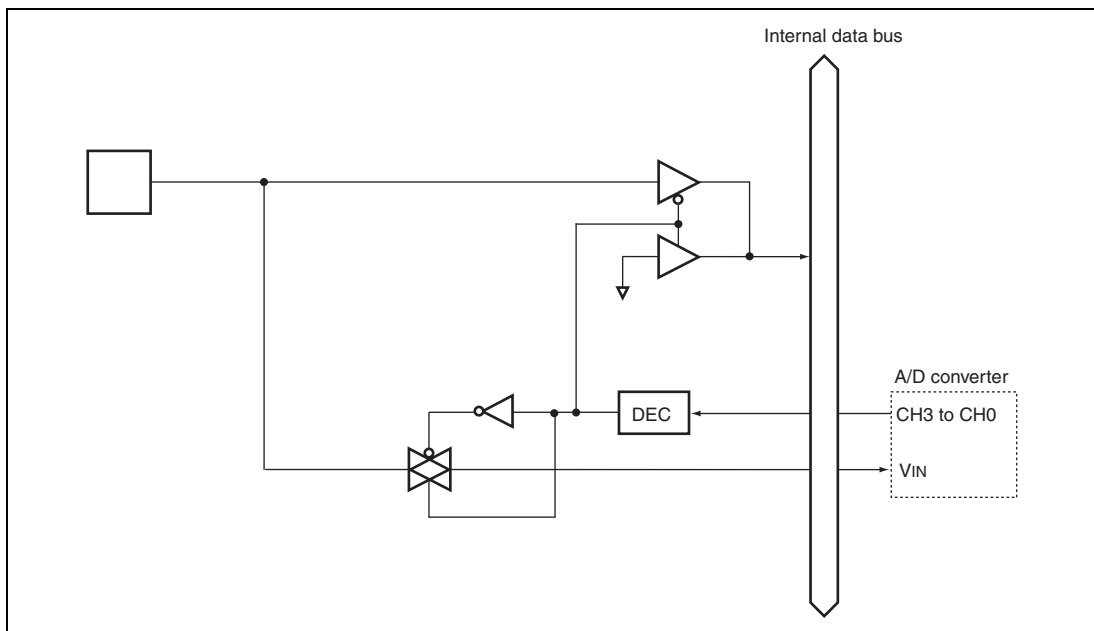 Internal data bus
A/D converter
DEC
CH3 to CH0
VIN